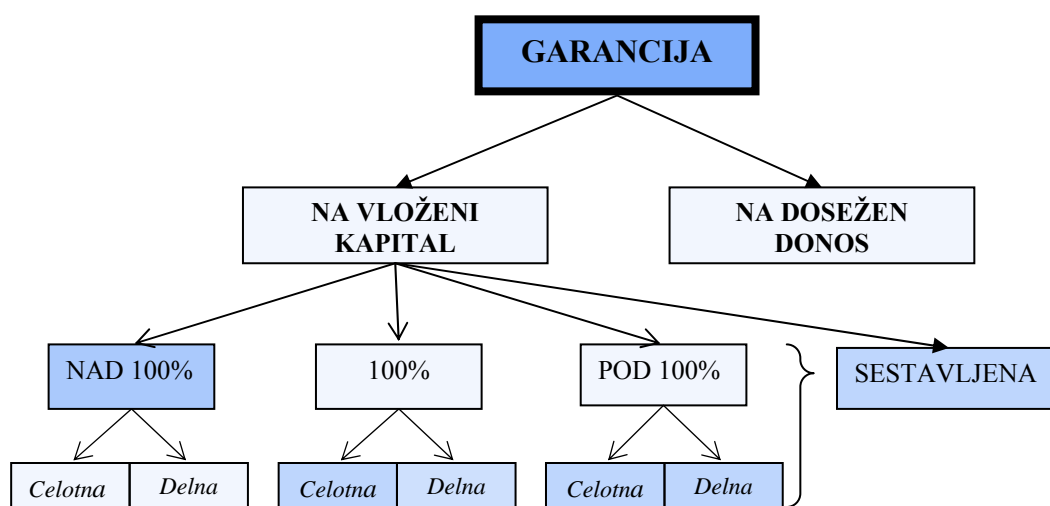 GARANCIJA
NA VLOŽENI
KAPITAL
NA DOSEŽEN
DONOS
NAD 100%
100%
POD 100%
SESTAVLJENA
Celotna
Delna
Celotna
Delna
Celotna
Delna